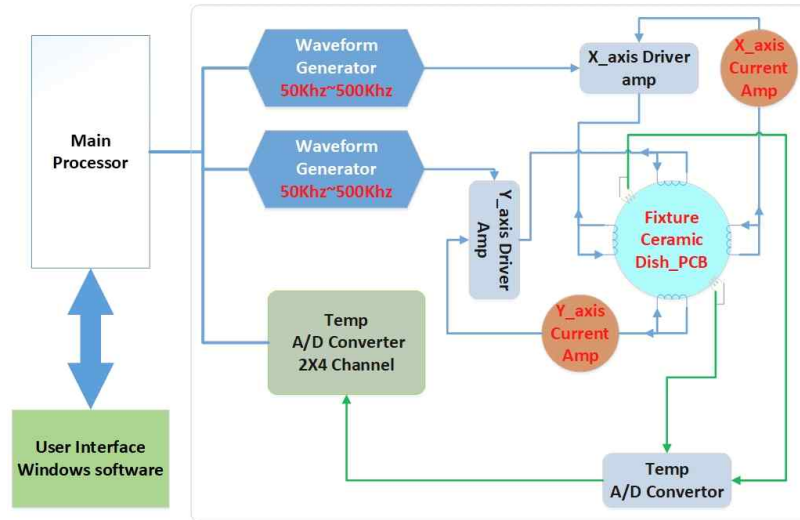 Waveform
Generator
50Khz~500Khz
X_axis Driver
amp
X_axis
Current
Amp
Main
Processor
Waveform
Generator
50Khz~500Khz
Y_axis Driver
Amp
Fixture
Ceramic
Dish_PCB
Y_axis
Current
Amp
Temp
A/D Converter
2X4 Channel
User Interface
Windows software
Temp
A/D Convertor